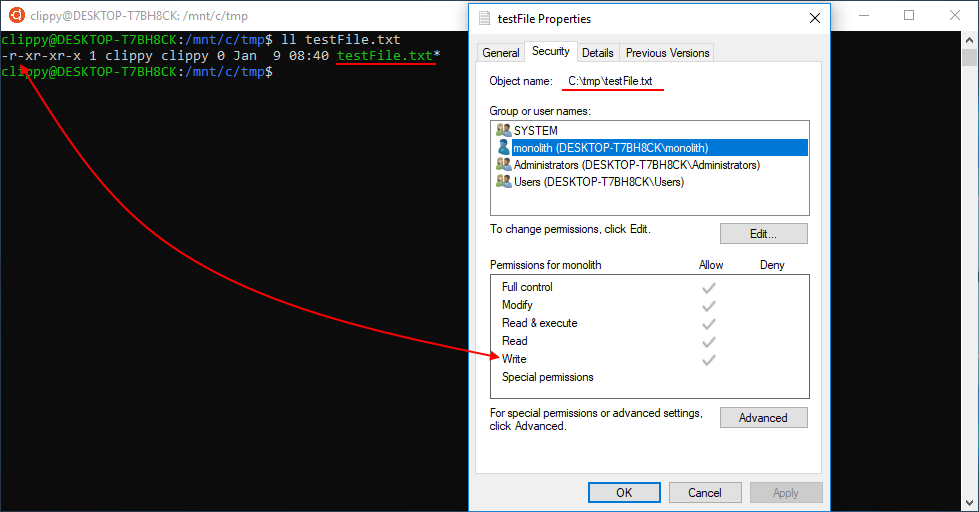 clippy@DESKTOP-T7BH8CK: /mnt/c/tmp
clippy@DESKTOP-T7BH8CK:/mnt/c/tmp$ ll testFile.txt
-r-xr-xr-x 1 clippy clippy 0 Jan  9 08:40 testFile.txt*
clippy@DESKTOP-T7BH8CK:/mnt/c/tmp$
testFile Properties
General Security Details Previous Versions
Object name: C:\tmp\testFile.txt
Group or user names:
SYSTEM
monolith (DESKTOP-T7BH8CK\monolith)
Administrators (DESKTOP-T7BH8CK\Administrators)
Users (DESKTOP-T7BH8CK\Users)
To change permissions, click Edit.
Edit...
Permissions for monolith Allow Deny
Full control
Modify
Read & execute
Read
Write
Special permissions
For special permissions or advanced settings,
click Advanced.
Advanced
OK Cancel Apply